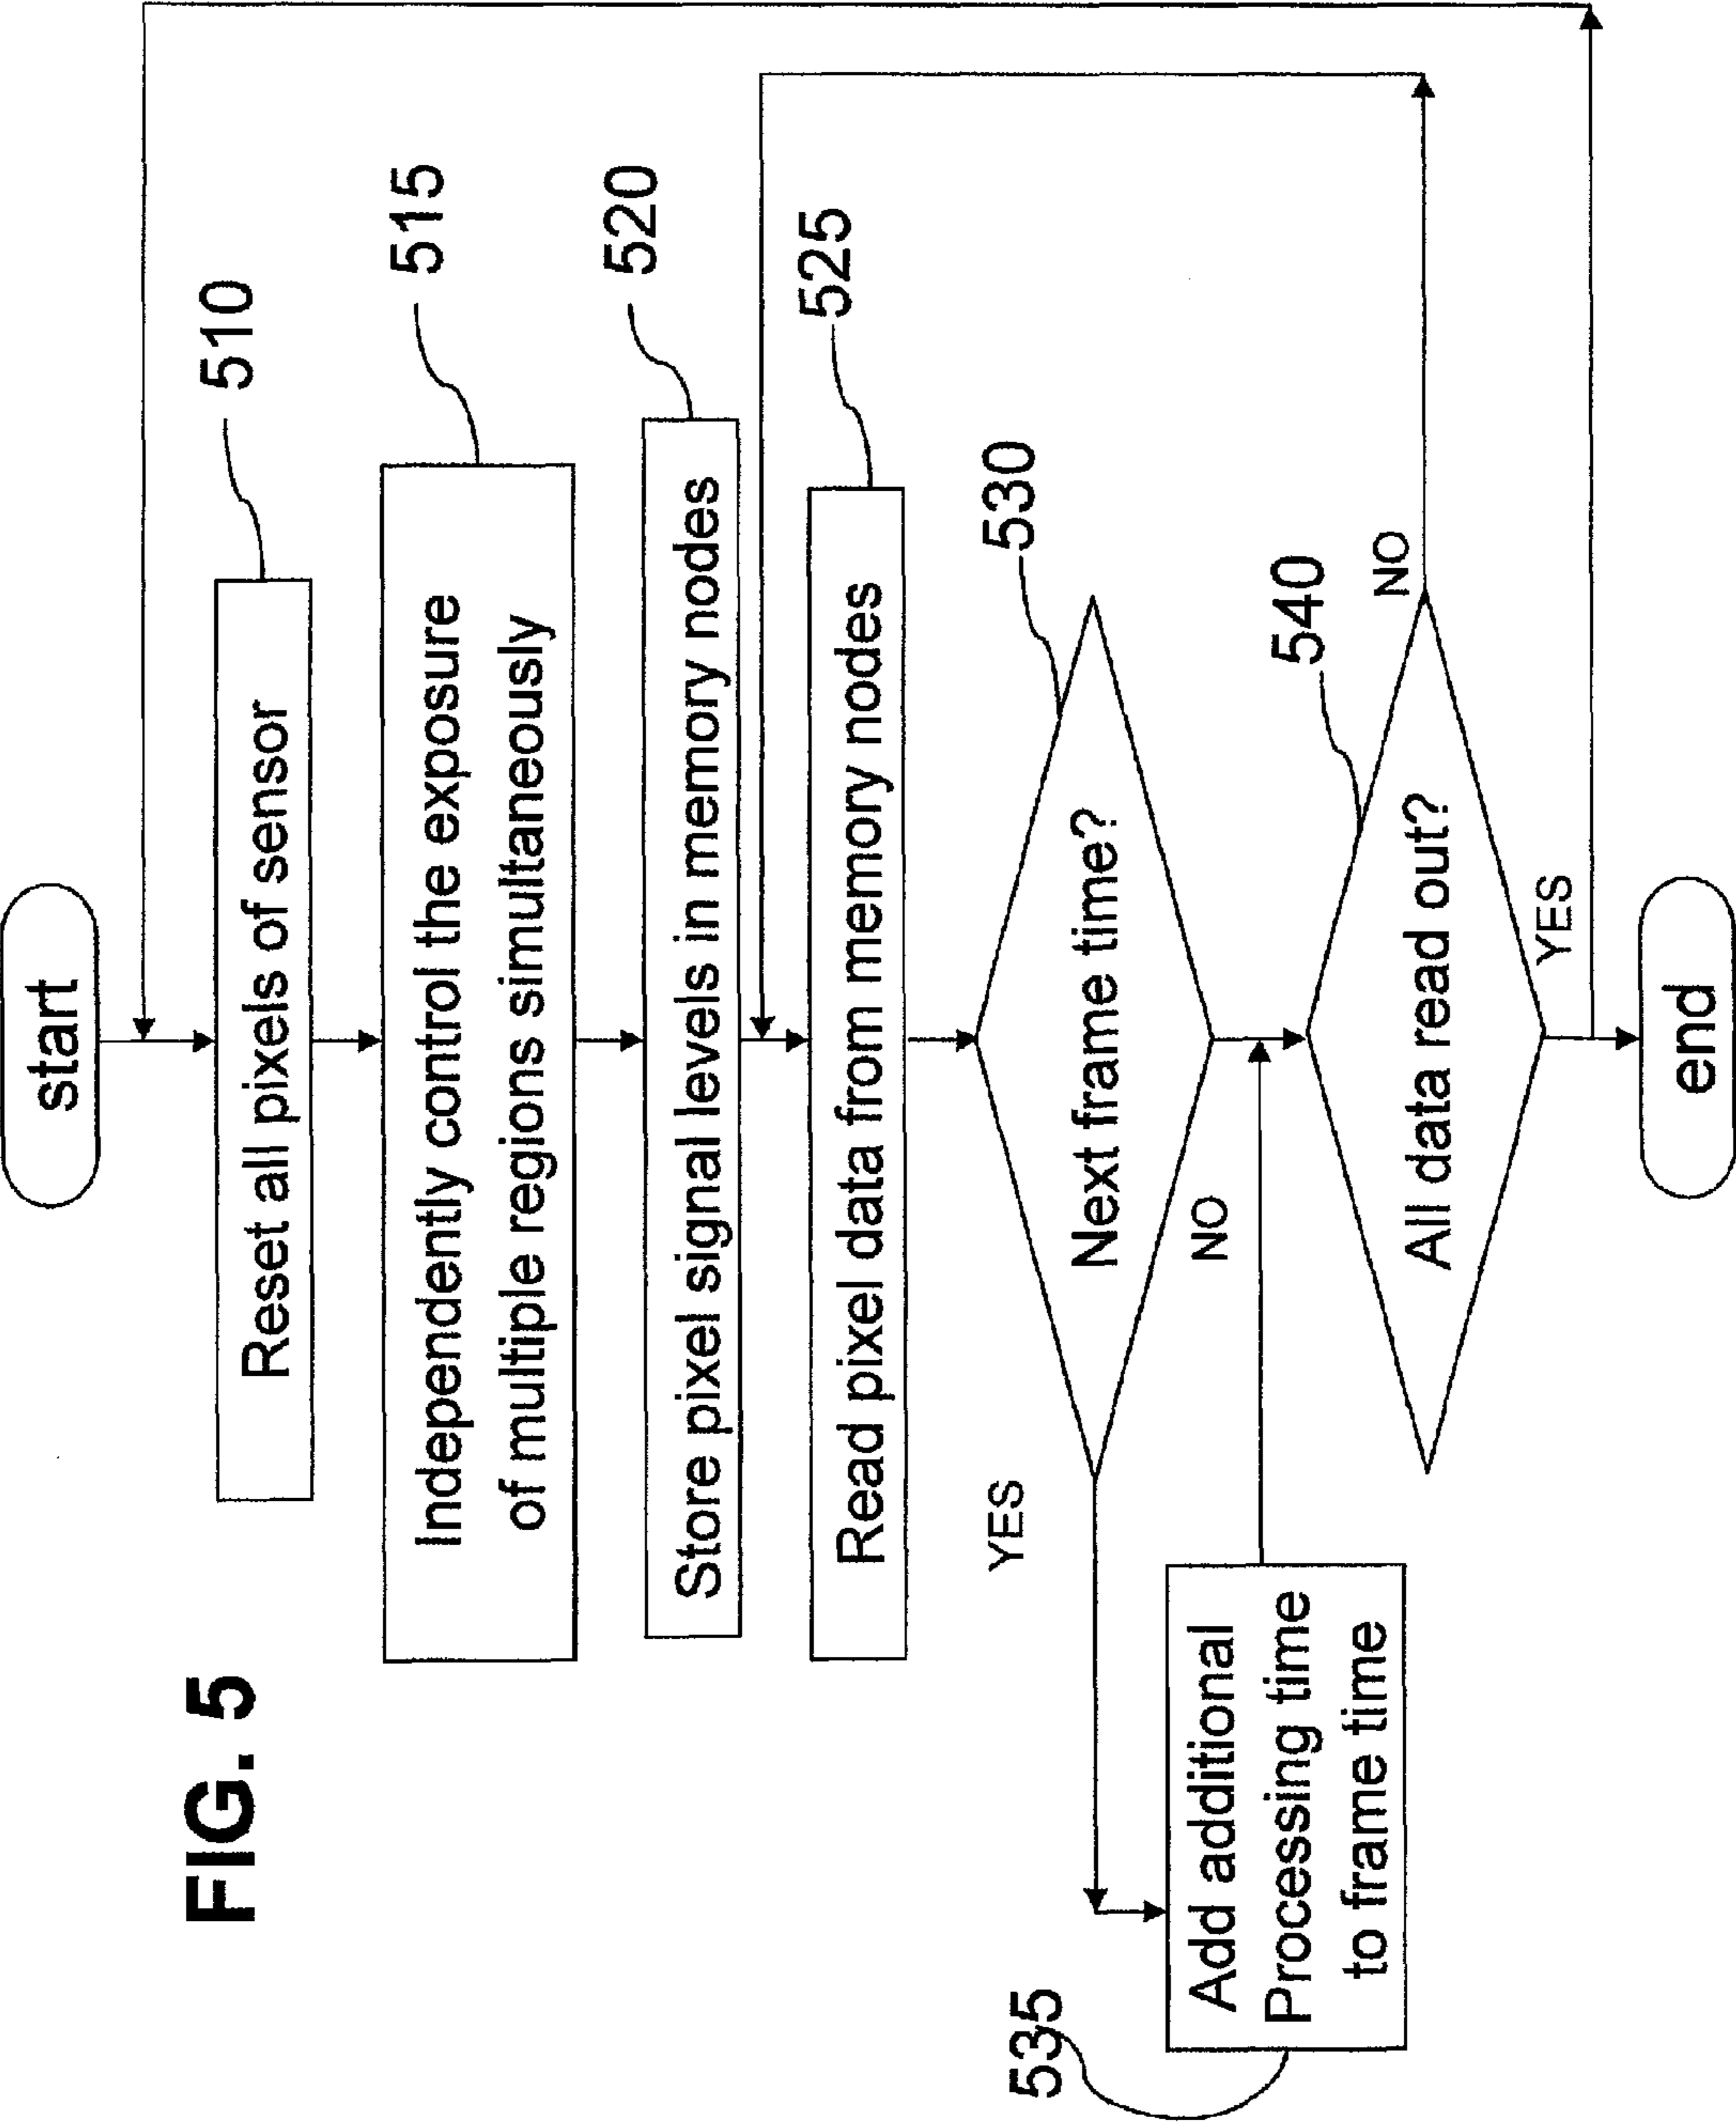 FIG. 5
start
510
Reset all pixels of sensor
515
Independently control the exposure
of multiple regions simultaneously
520
Store pixel signal levels in memory nodes
525
Read pixel data from memory nodes
530
Next frame time?
YES
NO
535
Add additional
Processing time
to frame time
540
All data read out?
NO
YES
end